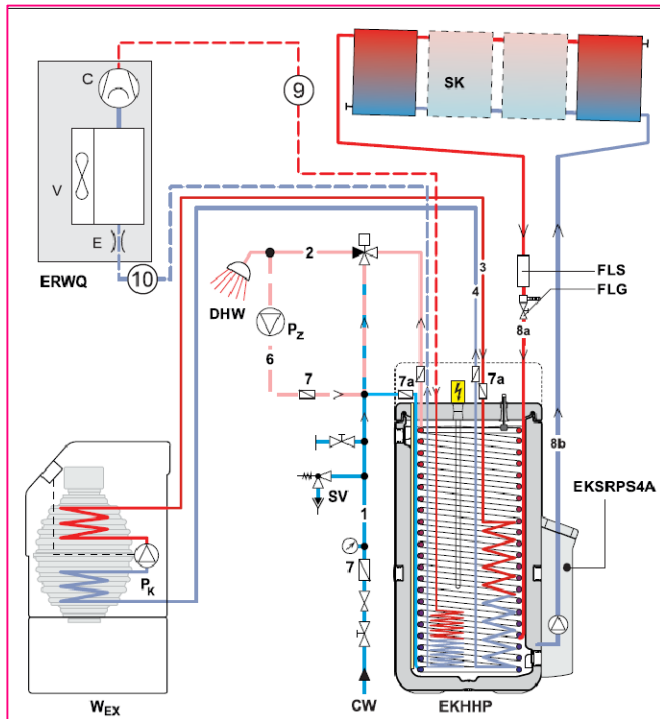 C
9
SK
V
E
ERWQ
10
2
3
4
FLS
FLG
DHW
PZ
8a
6
7
7a
7a
8b
SV
EKSRPS4A
1
PK
7
WEX
CW
EKHHP